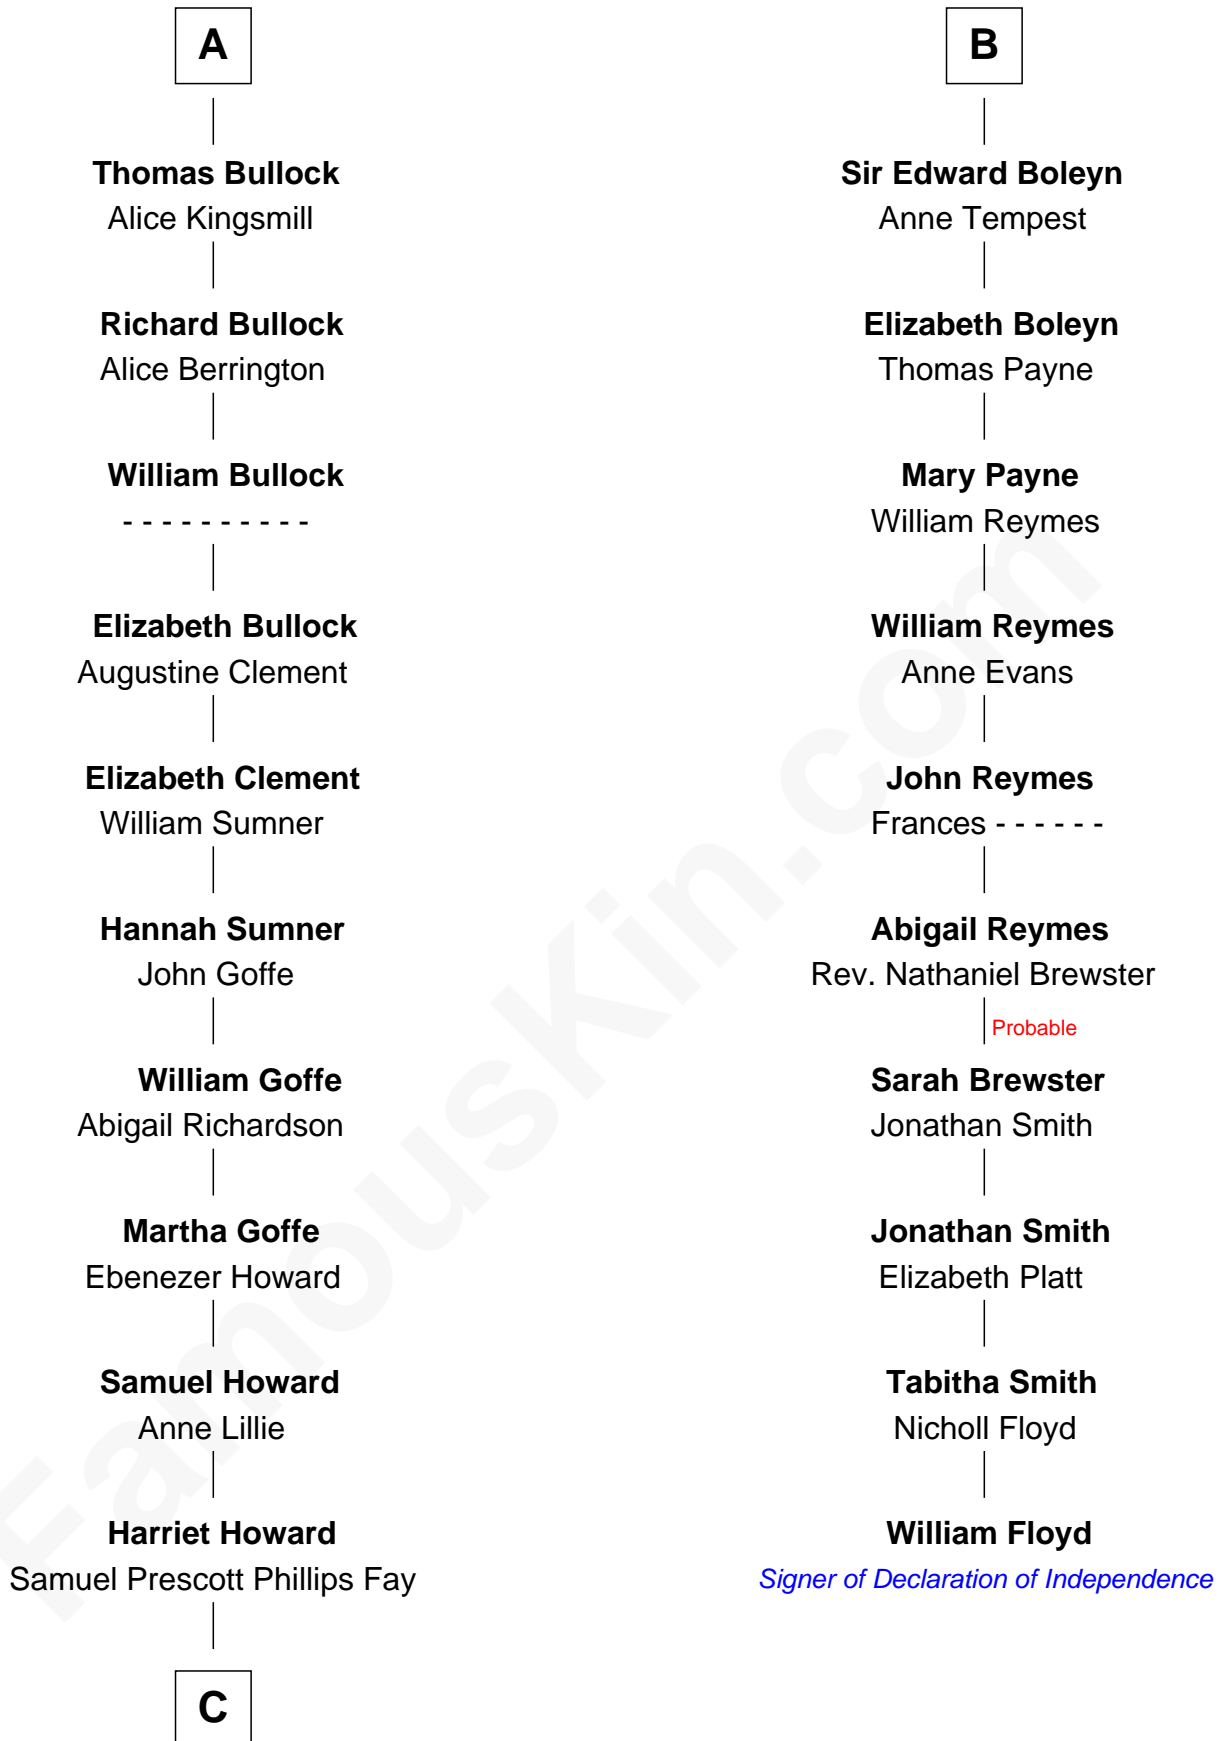 A
Thomas Bullock
Alice Kingsmill
Richard Bullock
Alice Berrington
William Bullock
- - - - - - - - - -
Elizabeth Bullock
Augustine Clement
Elizabeth Clement
William Sumner
Hannah Sumner
John Goffe
William Goffe
Abigail Richardson
Martha Goffe
Ebenezer Howard
Samuel Howard
Anne Lillie
Harriet Howard
Samuel Prescott Phillips Fay
C
B
Sir Edward Boleyn
Anne Tempest
Elizabeth Boleyn
Thomas Payne
Mary Payne
William Reymes
William Reymes
Anne Evans
John Reymes
Frances - - - - - -
Abigail Reymes
Rev. Nathaniel Brewster
Probable
Sarah Brewster
Jonathan Smith
Jonathan Smith
Elizabeth Platt
Tabitha Smith
Nicholl Floyd
William Floyd
Signer of Declaration of Independence
FamousKin.com